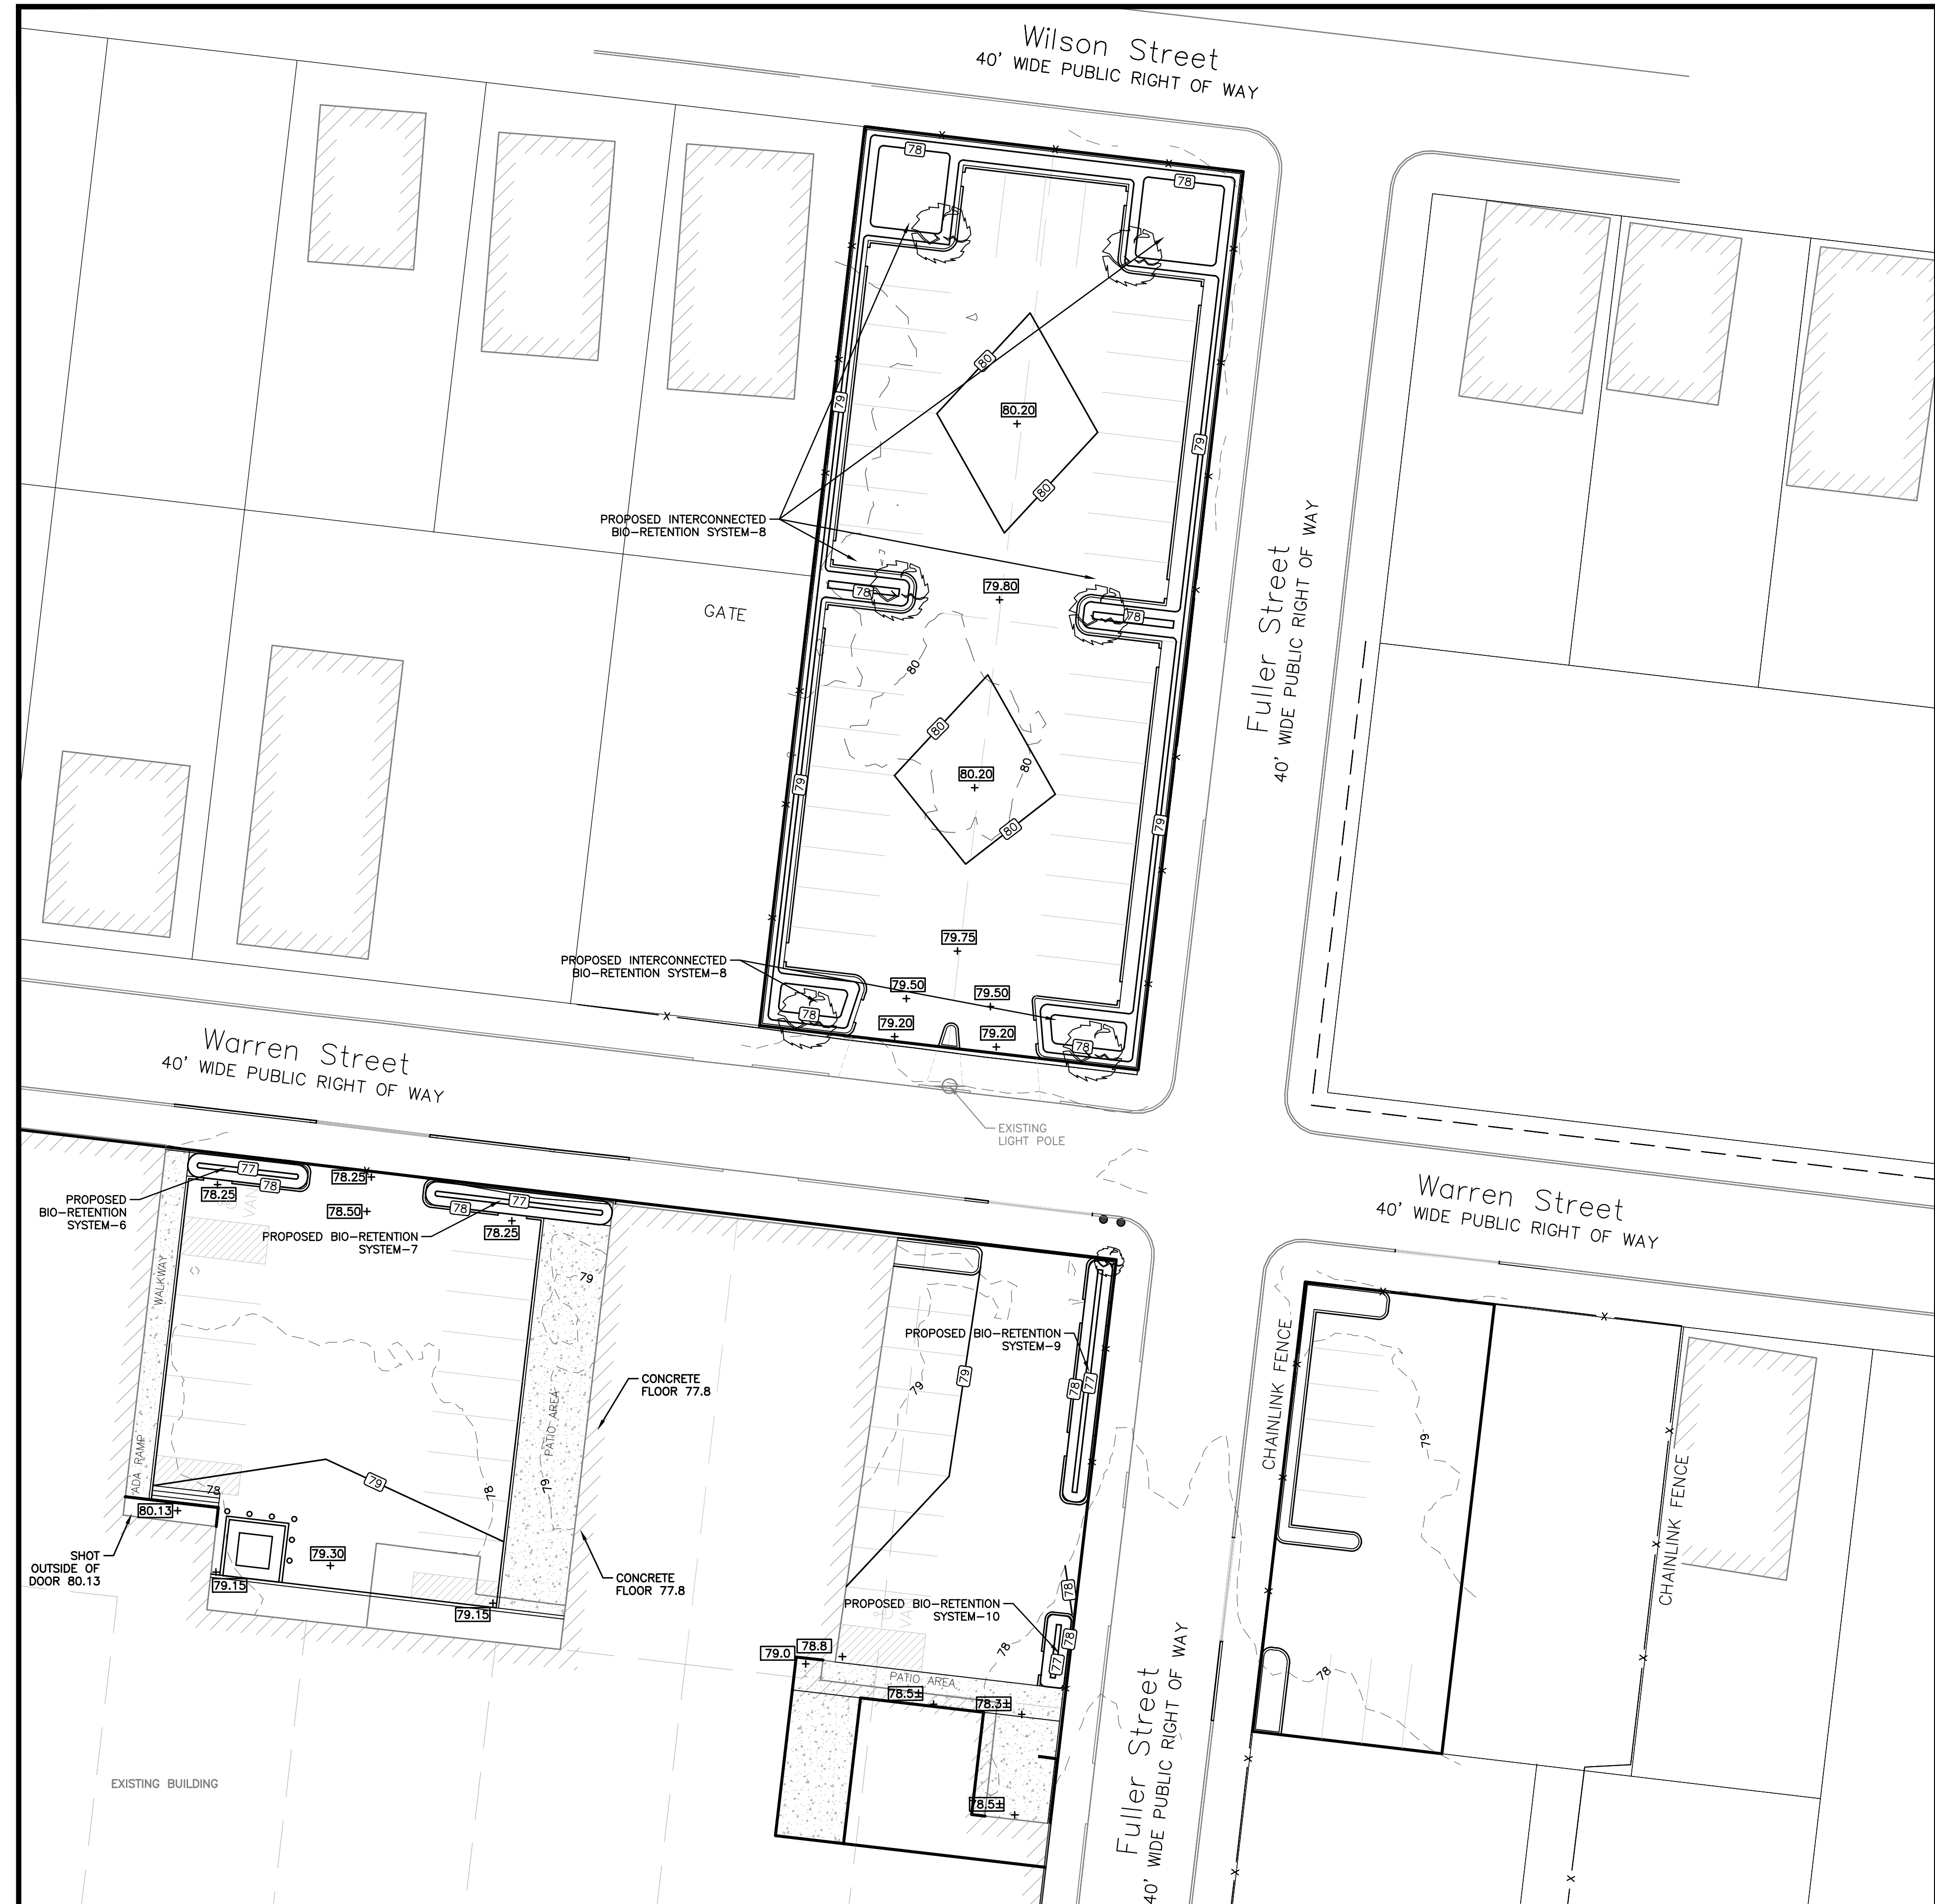 Wilson Street
40' WIDE PUBLIC RIGHT OF WAY
78
78
80
79
80.20
79
80
PROPOSED INTERCONNECTED
BIO-RETENTION SYSTEM-8
79.80
78
78
GATE
Fuller Street
40' WIDE PUBLIC RIGHT OF WAY
80
80
80
80.20
79
80
79
79.75
PROPOSED INTERCONNECTED
BIO-RETENTION SYSTEM-8
79.50
79.50
78
79.20
79.20
78
Warren Street
40' WIDE PUBLIC RIGHT OF WAY
EXISTING
LIGHT POLE
77
78
78.25
78.25
78.50
PROPOSED
BIO-RETENTION
SYSTEM-6
77
78
78.25
PROPOSED BIO-RETENTION
SYSTEM-7
Warren Street
40' WIDE PUBLIC RIGHT OF WAY
WALKWAY
79
PROPOSED BIO-RETENTION
SYSTEM-9
79
79
78
77
CONCRETE
FLOOR 77.8
PATIO AREA
CHAINLINK FENCE
79
ADA RAMP
78
79
78
79
80.13
SHOT
OUTSIDE OF
DOOR 80.13
79.30
79.15
79.15
CONCRETE
FLOOR 77.8
CHAINLINK FENCE
78
PROPOSED BIO-RETENTION
SYSTEM-10
78
77
78
79.0
78.8
PATIO AREA
78.5±
78.3±
78
78.5±
Fuller Street
40' WIDE PUBLIC RIGHT OF WAY
EXISTING BUILDING